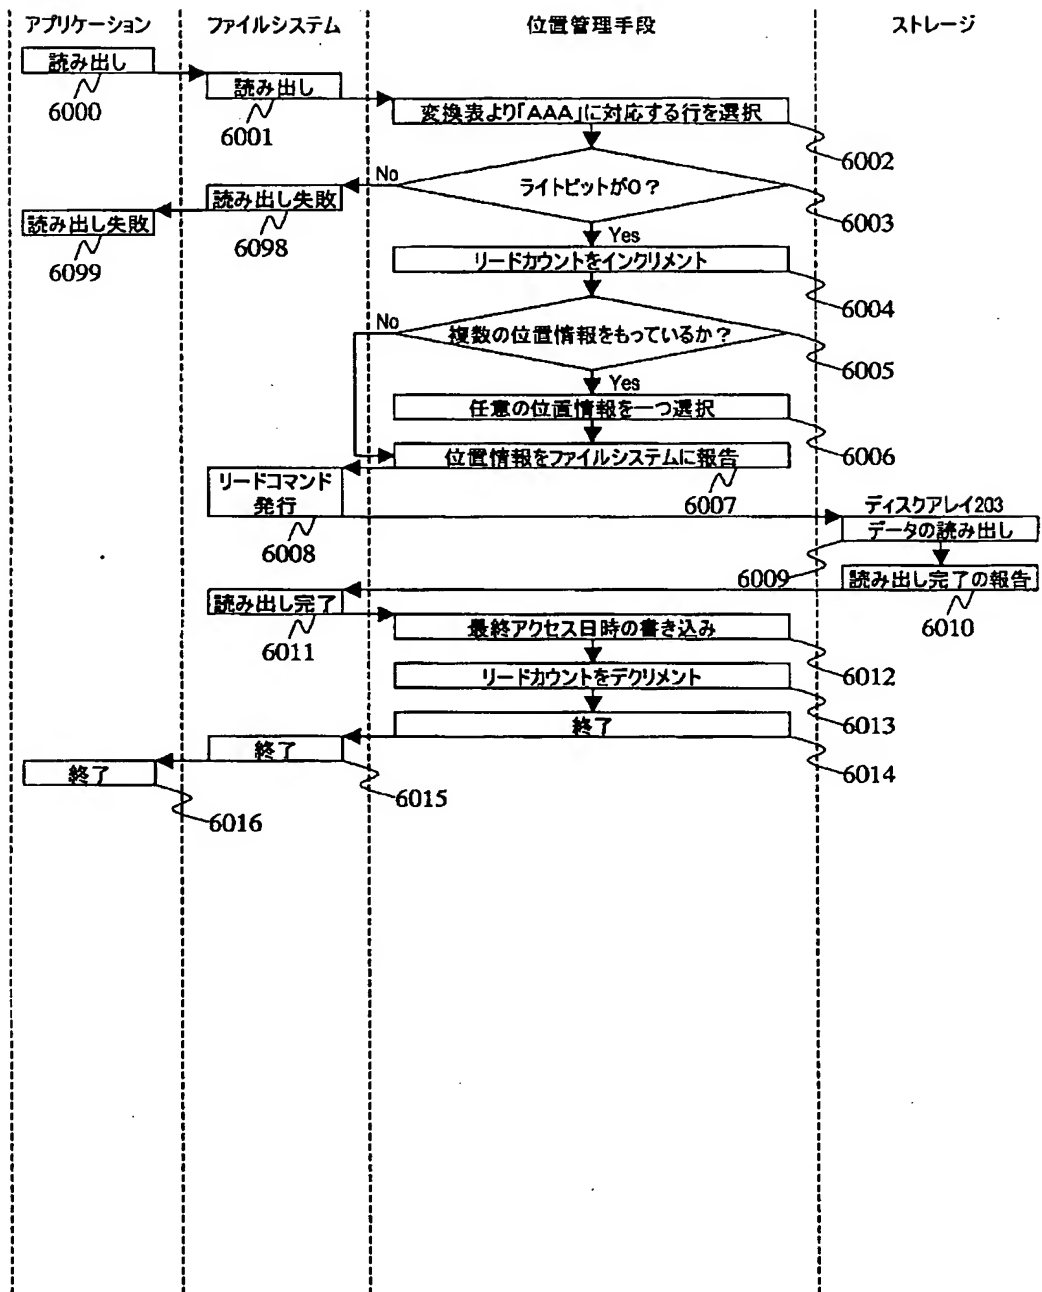 アプリケーション
ファイルシステム
位置管理手段
ストレージ
読み出し
6000
読み出し
6001
変換表より「AAA」に対応する行を選択
6002
ライトビットが0?
6003
No
Yes
読み出し失敗
6098
読み出し失敗
6099
リードカウントをインクリメント
6004
複数の位置情報をもっているか?
6005
No
Yes
任意の位置情報を一つ選択
6006
位置情報をファイルシステムに報告
6007
リードコマンド
発行
6008
ディスクアレイ203
データの読み出し
6009
読み出し完了の報告
6010
読み出し完了
6011
最終アクセス日時の書き込み
6012
リードカウントをデクリメント
6013
終了
6014
終了
6015
終了
6016